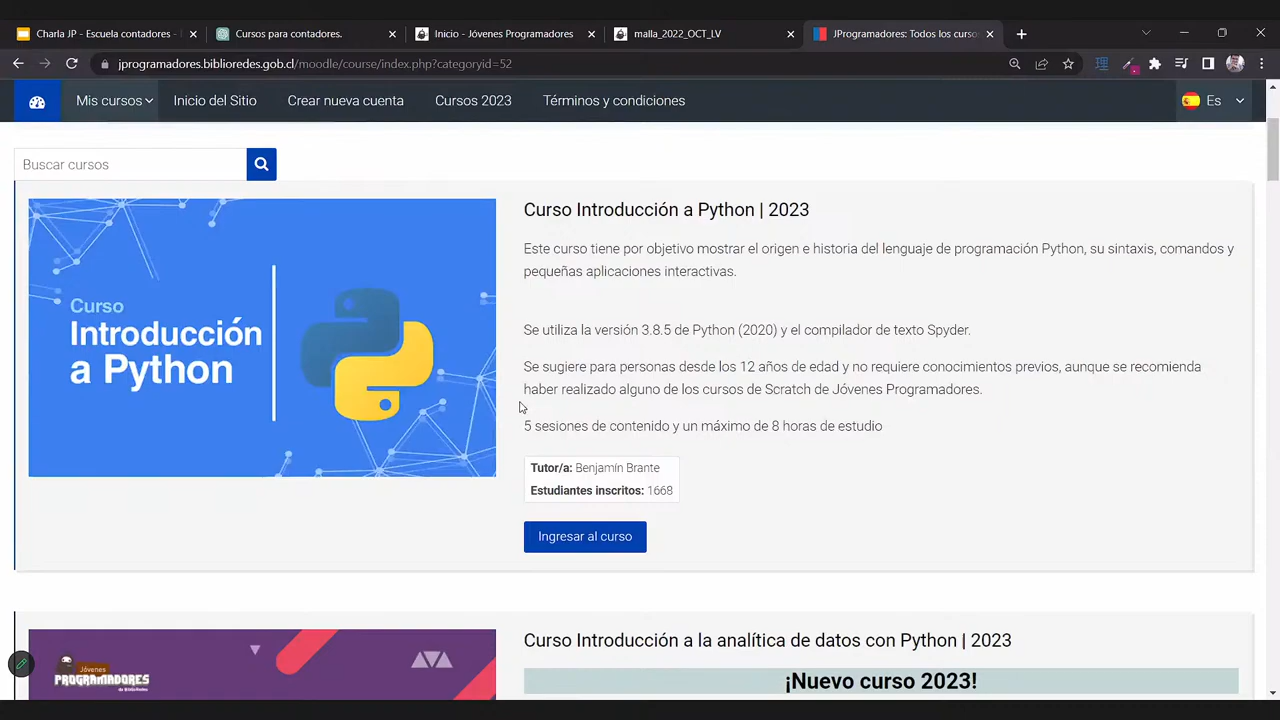 Charla JP - Escuela contadores -
Cursos para contadores.
Inicio - Jóvenes Programadores
malla_2022_OCT_LV
JProgramadores: Todos los curso
jprogramadores.biblioredes.gob.cl/moodle/course/index.php?categoryid=52
Mis cursos
Inicio del Sitio
Crear nueva cuenta
Cursos 2023
Términos y condiciones
Es
Buscar cursos
Curso
Introducción
a Python
Curso Introducción a Python | 2023
Este curso tiene por objetivo mostrar el origen e historia del lenguaje de programación Python, su sintaxis, comandos y
pequeñas aplicaciones interactivas.
Se utiliza la versión 3.8.5 de Python (2020) y el compilador de texto Spyder.
Se sugiere para personas desde los 12 años de edad y no requiere conocimientos previos, aunque se recomienda
haber realizado alguno de los cursos de Scratch de Jóvenes Programadores.
5 sesiones de contenido y un máximo de 8 horas de estudio
Tutor/a: Benjamín Brante
Estudiantes inscritos: 1668
Ingresar al curso
Jóvenes
PROGRAMADORES
de BiblioRedes
Curso Introducción a la analítica de datos con Python | 2023
¡Nuevo curso 2023!